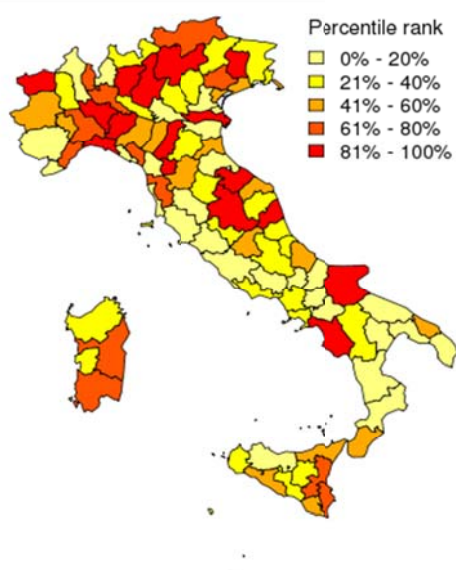 Percentile rank
0% - 20%
21% - 40%
41% - 60%
61% - 80%
81% - 100%